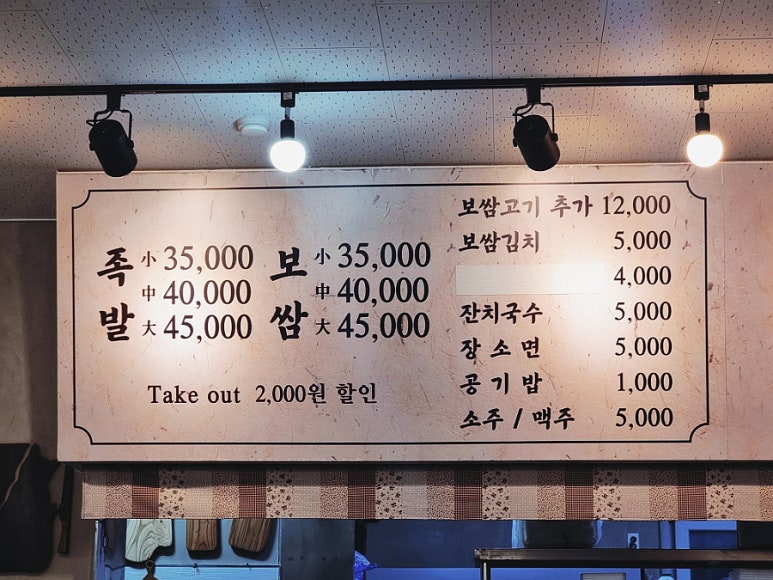 족발
小 35,000
中 40,000
大 45,000
보쌈
小 35,000
中 40,000
大 45,000
Take out 2,000원 할인
보쌈고기 추가 12,000
보쌈김치 5,000
4,000
잔치국수 5,000
장소면 5,000
공기밥 1,000
소주 / 맥주 5,000